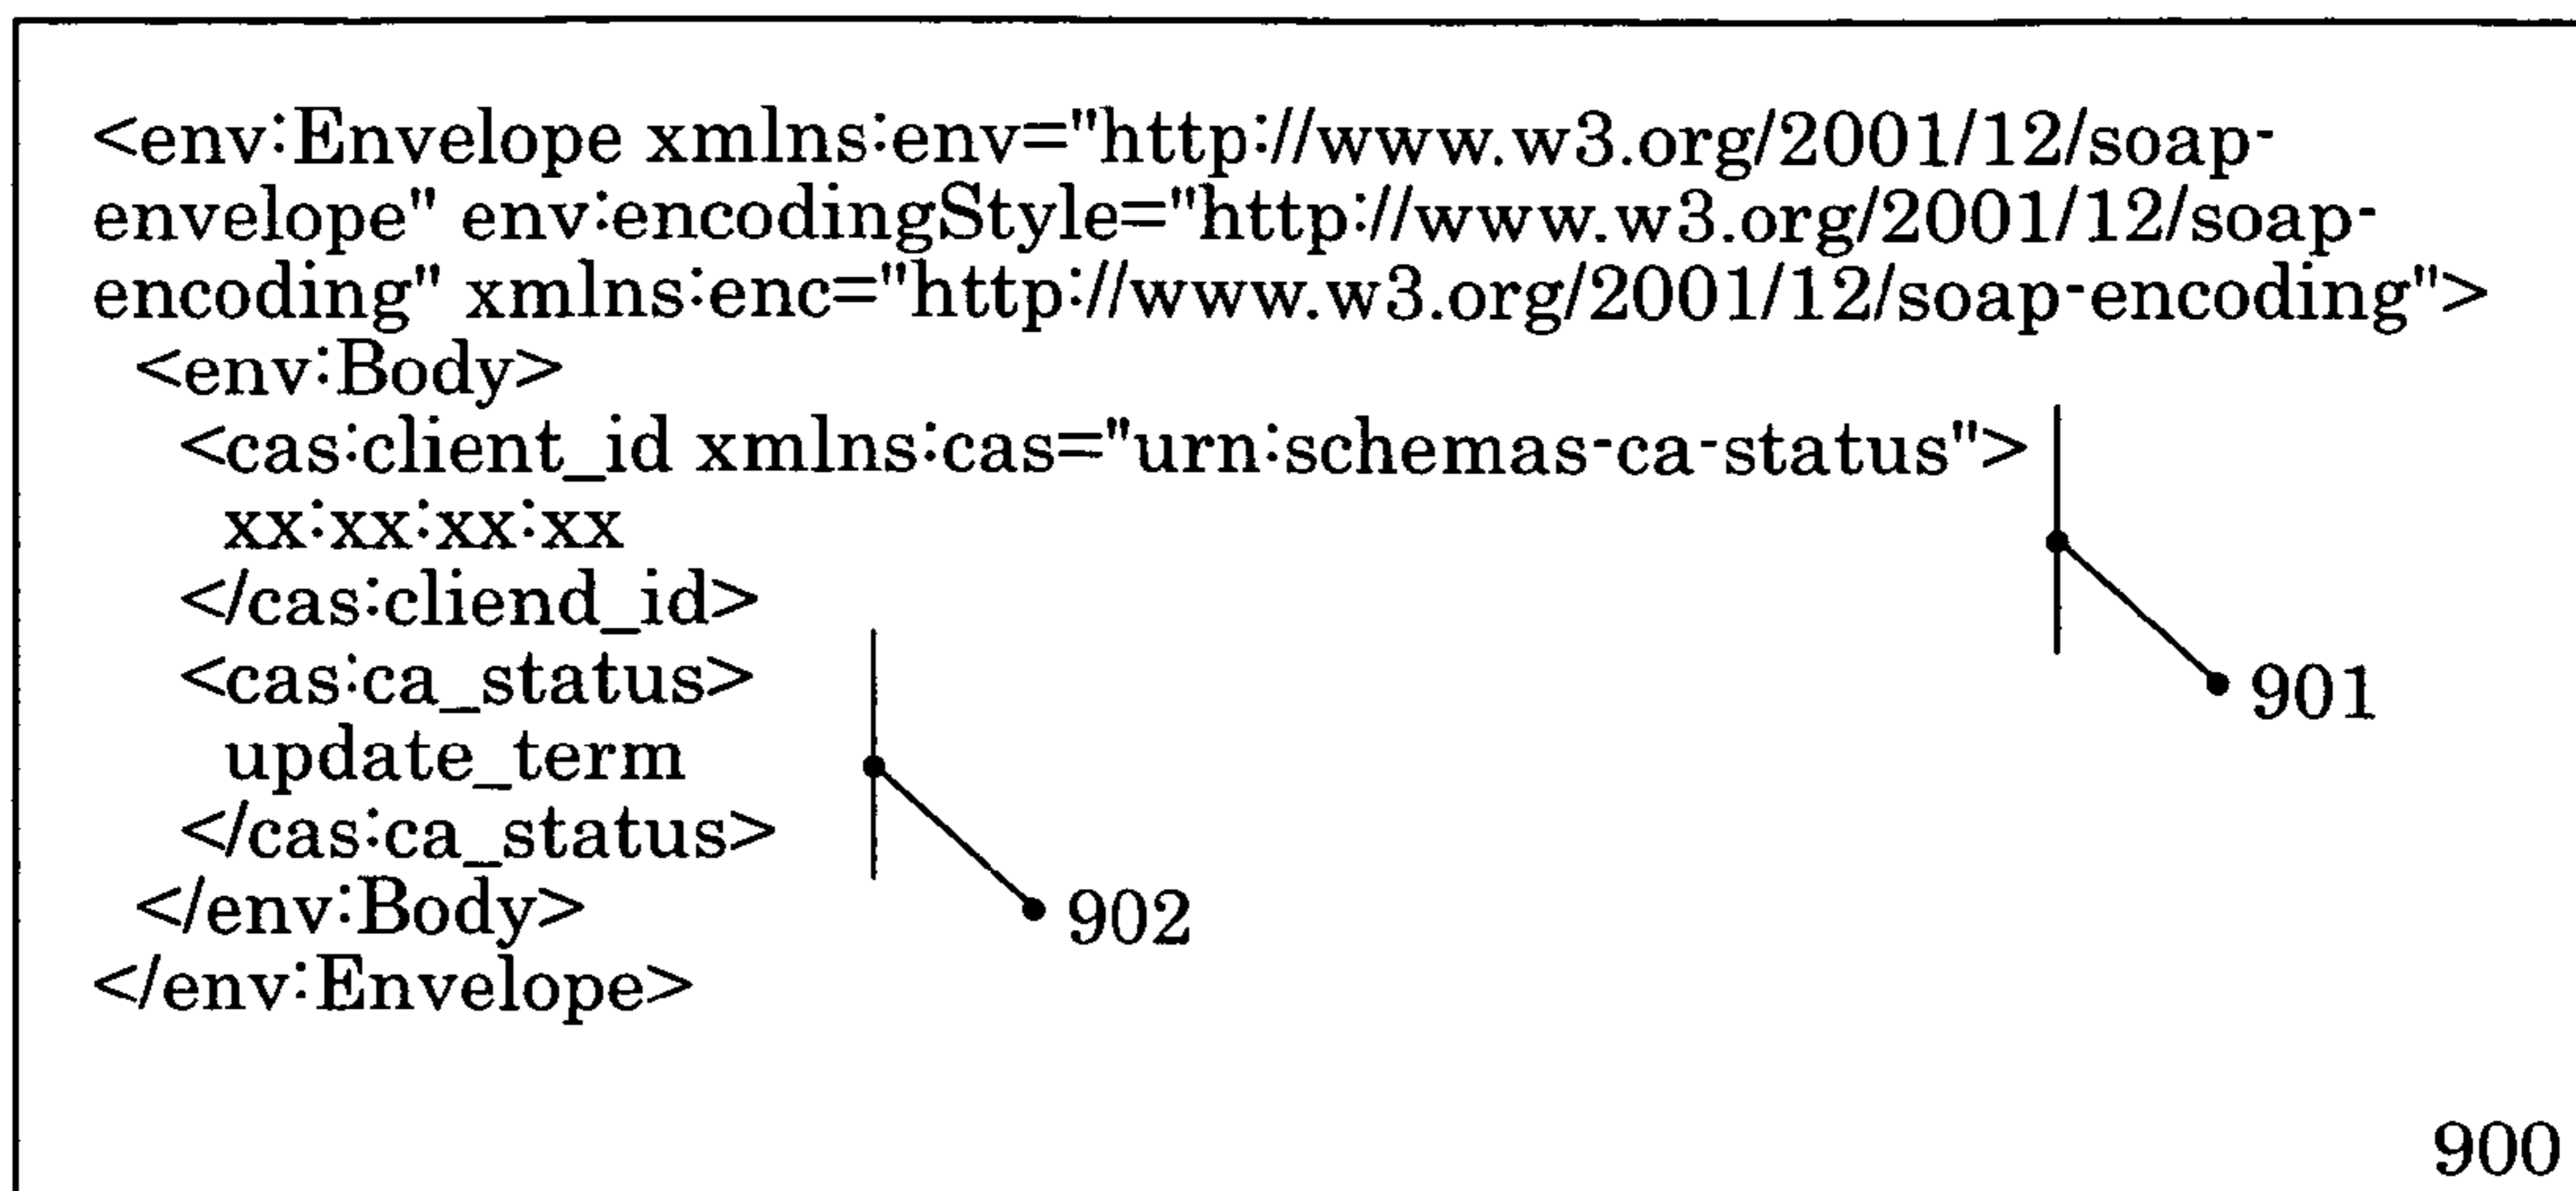 <env:Envelope xmlns:env="http://www.w3.org/2001/12/soap-
envelope" env:encodingStyle="http://www.w3.org/2001/12/soap-
encoding" xmlns:enc="http://www.w3.org/2001/12/soap-encoding">
<env:Body>
<cas:client_id xmlns:cas="urn:schemas-ca-status">
xx:xx:xx:xx
</cas:cliend_id>
<cas:ca_status>
901
update_term
</cas:ca_status>
902
</env:Body>
</env:Envelope>
900